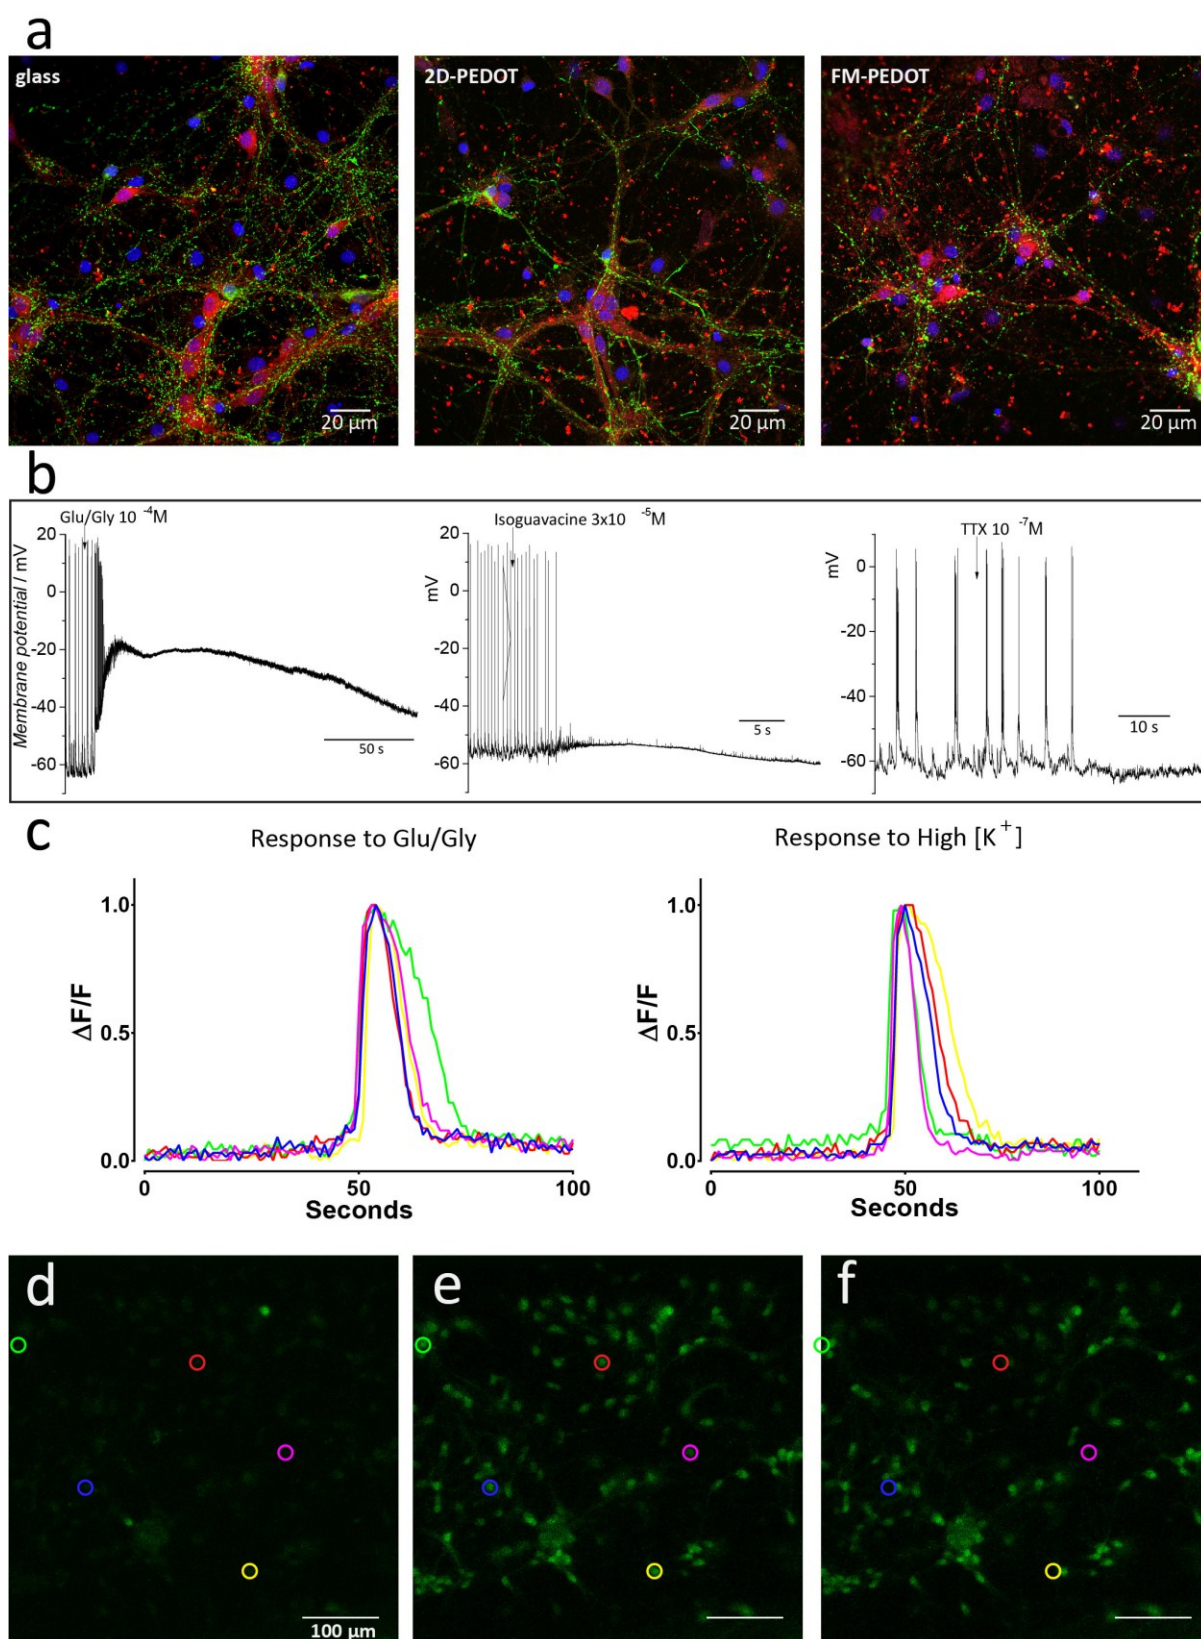 a
glass
2D-PEDOT
FM-PEDOT
20 µm
20 µm
20 µm
b
Glu/Gly 10 -4M
Isoguavacine 3x10 -5M
TTX 10 -7M
Membrane potential / mV
20
0
-20
-40
-60
50 s
mV
20
0
-20
-40
-60
5 s
mV
0
-20
-40
-60
10 s
c
Response to Glu/Gly
Response to High [K+]
ΔF/F
1.0
0.5
0.0
0
50
100
Seconds
ΔF/F
1.0
0.5
0.0
0
50
100
Seconds
d
e
f
100 µm